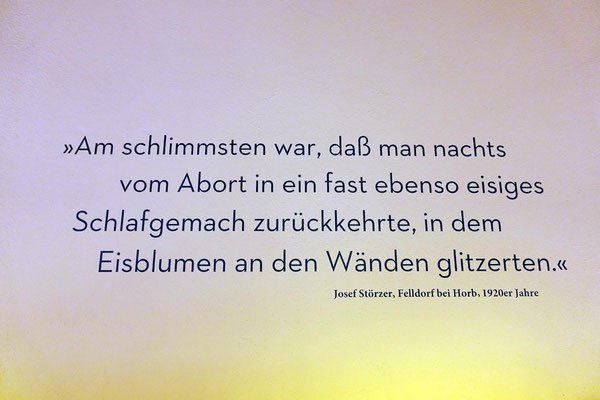 »Am schlimmsten war, daß man nachts
vom Abort in ein fast ebenso eisiges
Schlafgemach zurückkehrte, in dem
Eisblumen an den Wänden glitzerten.«
Josef Störzer, Felldorf bei Horb, 1920er Jahre